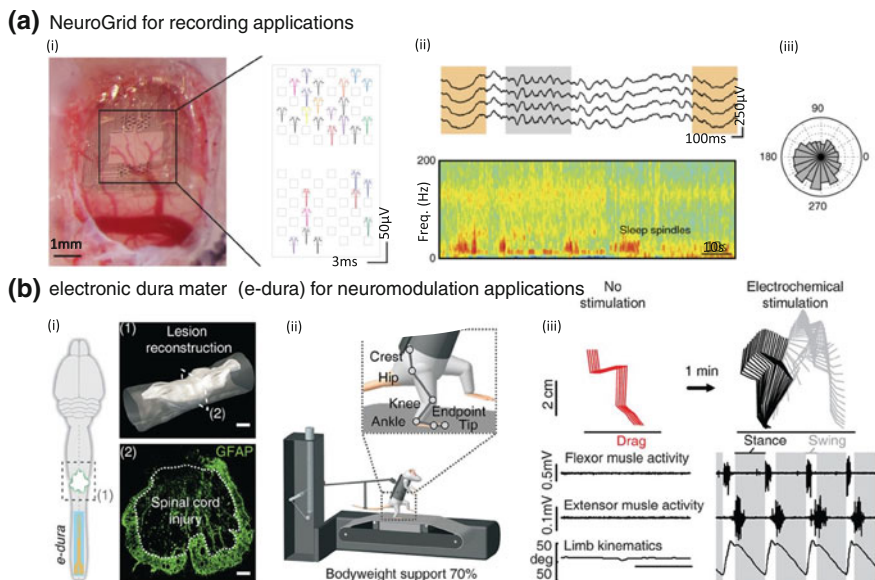 (a) NeuroGrid for recording applications
(i)
1mm
50µV
3ms
(ii)
250µV
100ms
200
Freq. (Hz)
0
Sleep spindles
10s
(iii)
90
180
0
270
(b) electronic dura mater (e-dura) for neuromodulation applications
(i)
(1)
e-dura
(1)
Lesion
reconstruction
(2)
(2)
GFAP
Spinal cord
injury
(ii)
Crest
Hip
Knee
Ankle
Endpoint
Tip
Bodyweight support 70%
(iii)
No
stimulation
1 min
Electrochemical
stimulation
2 cm
Drag
Stance
Swing
Flexor musle activity
0.5mV
Extensor musle activity
0.1mV
Limb kinematics
50
deg
50